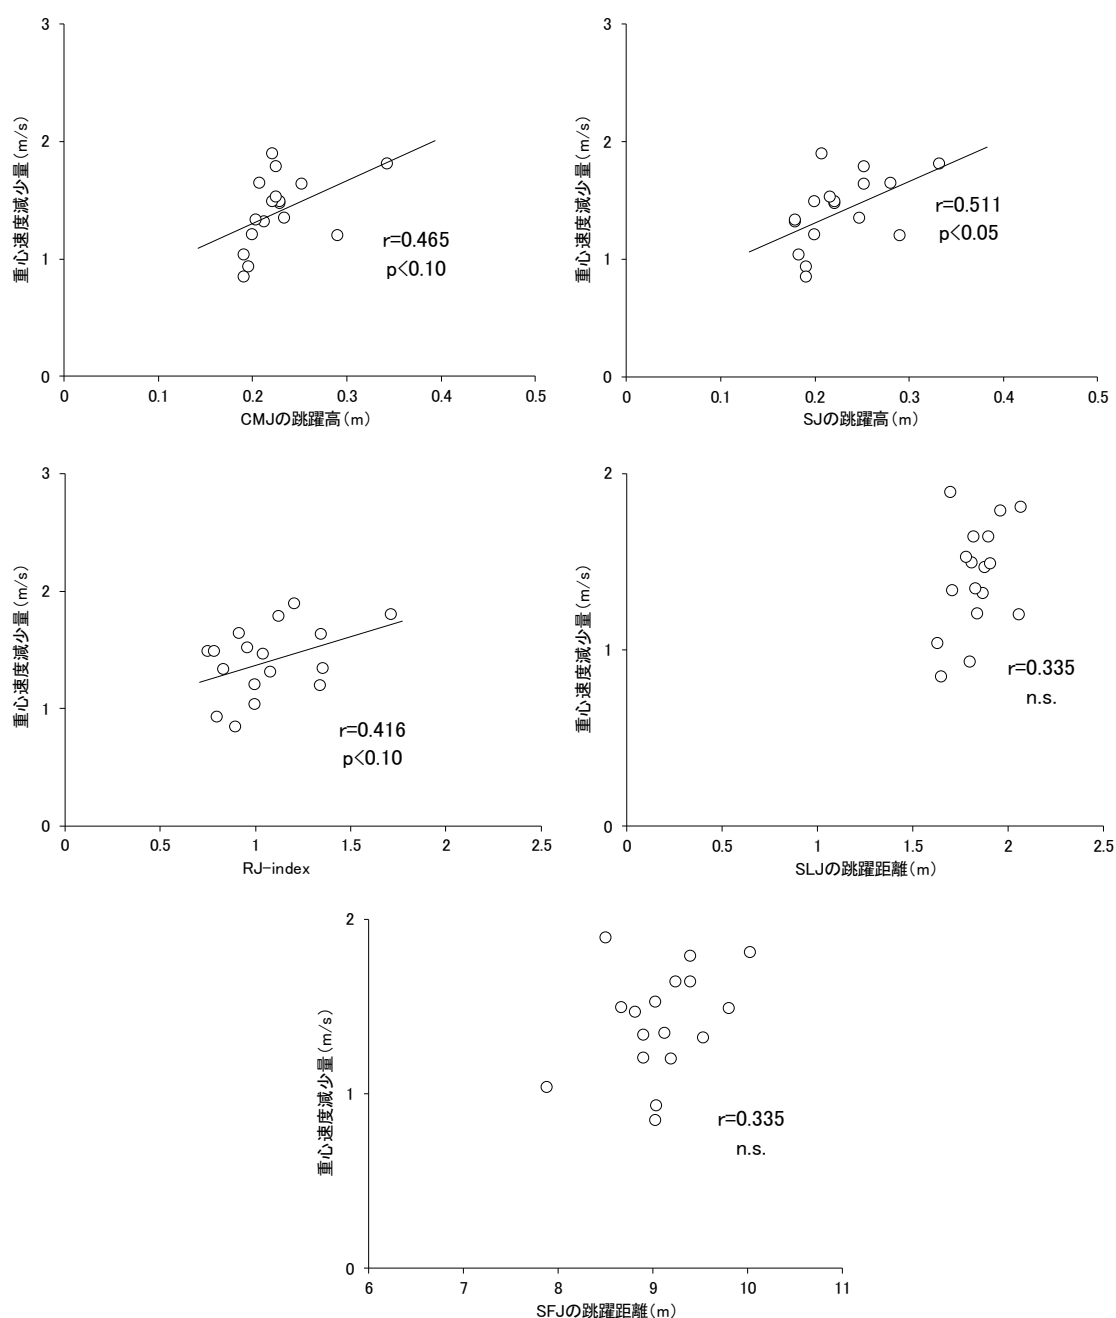 3
2
1
0
重心速度減少量(m/s)
r=0.465
p<0.10
0
0.1
0.2
0.3
0.4
0.5
CMJの跳躍高(m)
3
2
1
0
重心速度減少量(m/s)
r=0.511
p<0.05
0
0.1
0.2
0.3
0.4
0.5
SJの跳躍高(m)
3
2
1
0
重心速度減少量(m/s)
r=0.416
p<0.10
0
0.5
1
1.5
2
2.5
RJ-index
2
1
0
重心速度減少量(m/s)
r=0.335
n.s.
0
0.5
1
1.5
2
2.5
SLJの跳躍距離(m)
2
1
0
重心速度減少量(m/s)
r=0.335
n.s.
6
7
8
9
10
11
SFJの跳躍距離(m)